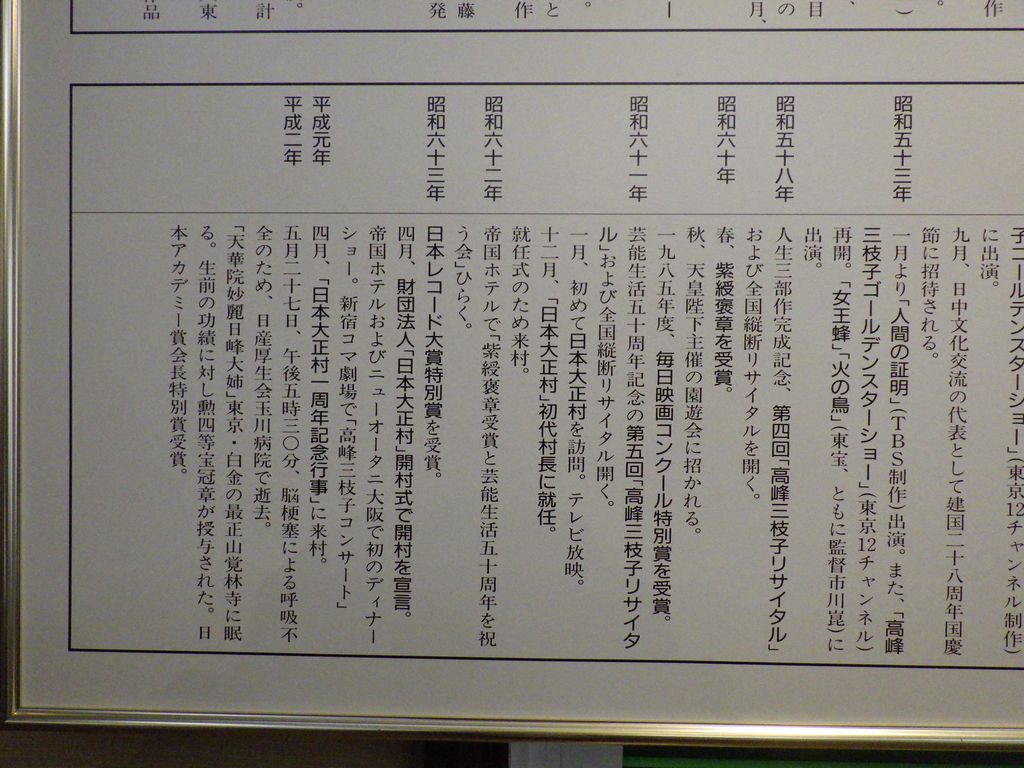 作
。
）
、
目
の
月、
ー
。
と
作
藤
発
。
計
東
作品
子ゴールデンスターショー」(東京12チャンネル制作)
に出演。
九月、日中文化交流の代表として建国二十八周年国慶
節に招待される。
昭和五十三年
一月より「人間の証明」(TBS制作)出演。また、「高峰
三枝子ゴールデンスターショー」(東京12チャンネル)
再開。「女王蜂」「火の鳥」(東宝、ともに監督市川崑)に
出演。
昭和五十八年
人生三部作完成記念、第四回「高峰三枝子リサイタル」
および全国縦断リサイタルを開く。
昭和六十年
春、紫綬褒章を受賞。
秋、天皇陛下主催の園遊会に招かれる。
一九八五年度、毎日映画コンクール特別賞を受賞。
昭和六十一年
芸能生活五十周年記念の第五回「高峰三枝子リサイタ
ル」および全国縦断リサイタル開く。
一月、初めて日本大正村を訪問。テレビ放映。
十二月、「日本大正村」初代村長に就任。
就任式のため来村。
昭和六十二年
帝国ホテルで「紫綬褒章受賞と芸能生活五十周年を祝
う会」ひらく。
昭和六十三年
日本レコード大賞特別賞を受賞。
四月、財団法人「日本大正村」開村式で開村を宣言。
帝国ホテルおよびニューオータニ大阪で初のディナー
ショー。新宿コマ劇場で「高峰三枝子コンサート」
平成元年
四月、「日本大正村一周年記念行事」に来村。
平成二年
五月二十七日、午後五時三〇分、脳梗塞による呼吸不
全のため、日産厚生会玉川病院で逝去。
「天華院妙麗日峰大姉」東京・白金の最正山覚林寺に眠
る。生前の功績に対し勲四等宝冠章が授与された。日
本アカデミー賞会長特別賞受賞。